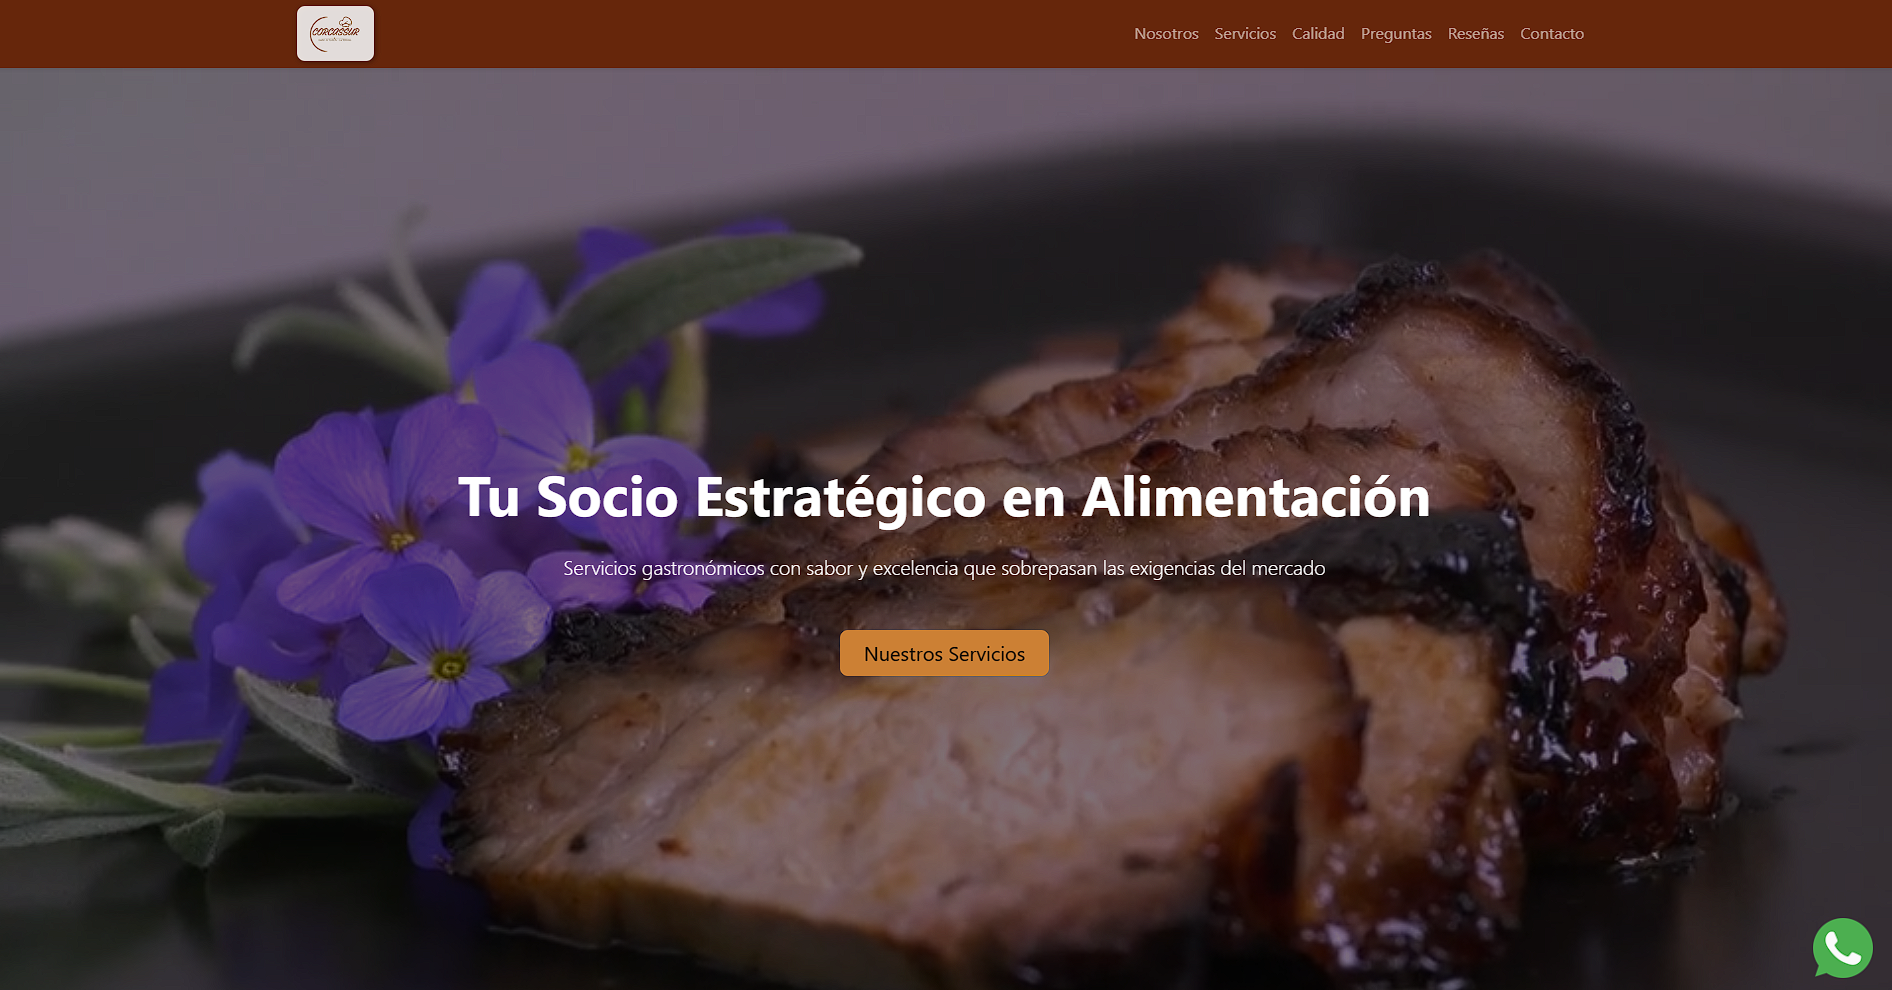 CORCASSUR
Nosotros Servicios Calidad Preguntas Reseñas Contacto
Tu Socio Estratégico en Alimentación
Servicios gastronómicos con sabor y excelencia que sobrepasan las exigencias del mercado
Nuestros Servicios